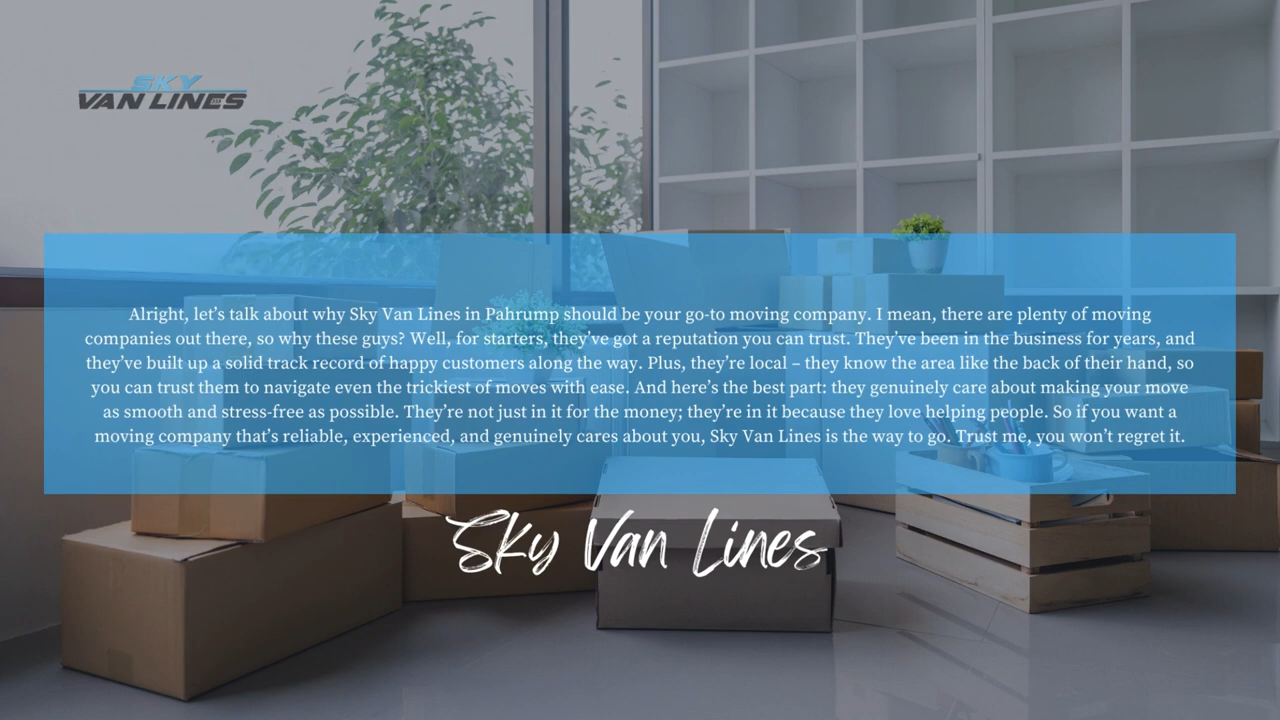 SKY
VAN LINES
Alright, let's talk about why Sky Van Lines in Pahrump should be your go-to moving company. I mean, there are plenty of moving
companies out there, so why these guys? Well, for starters, they've got a reputation you can trust. They've been in the business for years, and
they've built up a solid track record of happy customers along the way. Plus, they're local – they know the area like the back of their hand, so
you can trust them to navigate even the trickiest of moves with ease. And here's the best part: they genuinely care about making your move
as smooth and stress-free as possible. They're not just in it for the money; they're in it because they love helping people. So if you want a
moving company that's reliable, experienced, and genuinely cares about you, Sky Van Lines is the way to go. Trust me, you won't regret it.
Sky Van Lines